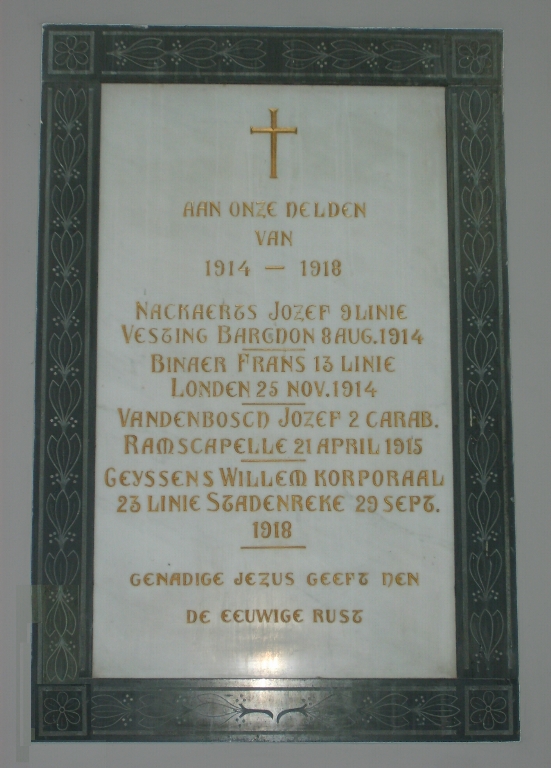 AAN ONZE HELDEN
VAN
1914 — 1918
NACKAERTS JOZEF 9 LINIE
VESTING BARCHON 8 AUG. 1914
BINAER FRANS 13 LINIE
LONDEN 25 NOV. 1914
VANDENBOSCH JOZEF 2 CARAB.
RAMSCAPELLE 21 APRIL 1915
GEYSSENS WILLEM KORPORAAL
23 LINIE STADENREKE 29 SEPT.
1918
GENADIGE JEZUS GEEFT HEN
DE EEUWIGE RUST